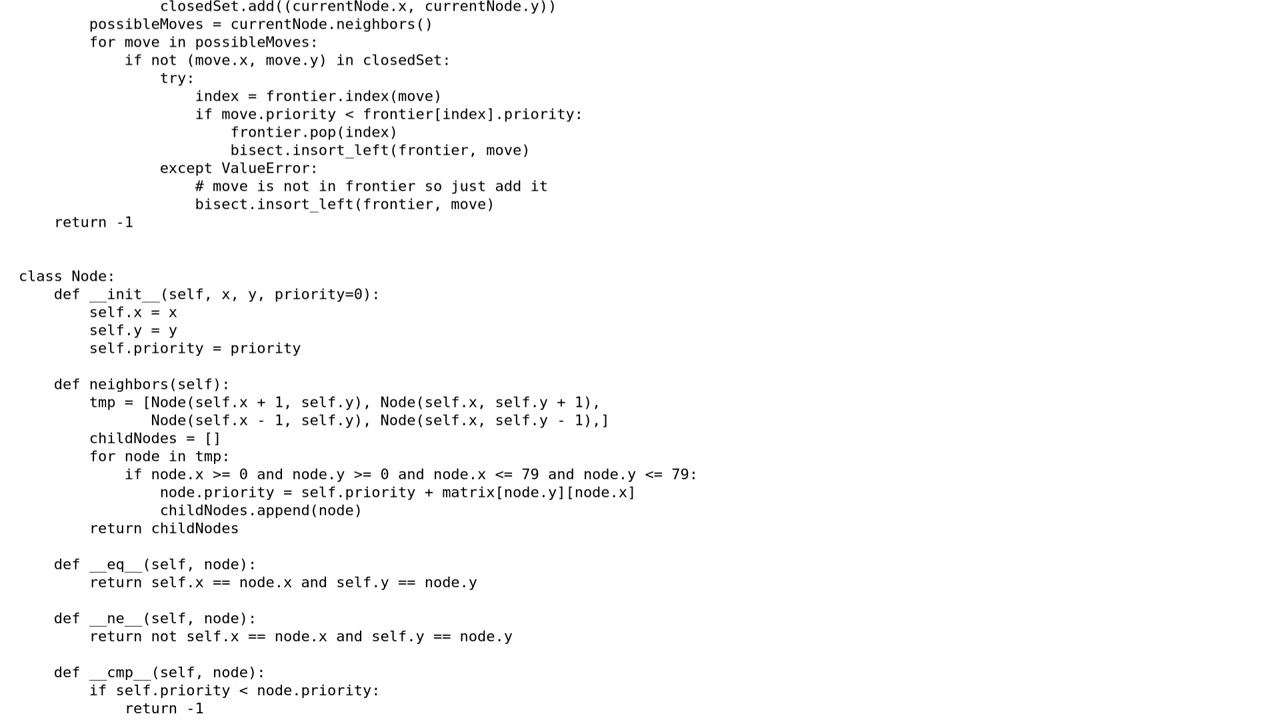 closedSet.add((currentNode.x, currentNode.y))
        possibleMoves = currentNode.neighbors()
        for move in possibleMoves:
            if not (move.x, move.y) in closedSet:
                try:
                    index = frontier.index(move)
                    if move.priority < frontier[index].priority:
                        frontier.pop(index)
                        bisect.insort_left(frontier, move)
                except ValueError:
                    # move is not in frontier so just add it
                    bisect.insort_left(frontier, move)
    return -1


class Node:
    def __init__(self, x, y, priority=0):
        self.x = x
        self.y = y
        self.priority = priority

    def neighbors(self):
        tmp = [Node(self.x + 1, self.y), Node(self.x, self.y + 1),
               Node(self.x - 1, self.y), Node(self.x, self.y - 1),]
        childNodes = []
        for node in tmp:
            if node.x >= 0 and node.y >= 0 and node.x <= 79 and node.y <= 79:
                node.priority = self.priority + matrix[node.y][node.x]
                childNodes.append(node)
        return childNodes

    def __eq__(self, node):
        return self.x == node.x and self.y == node.y

    def __ne__(self, node):
        return not self.x == node.x and self.y == node.y

    def __cmp__(self, node):
        if self.priority < node.priority:
            return -1